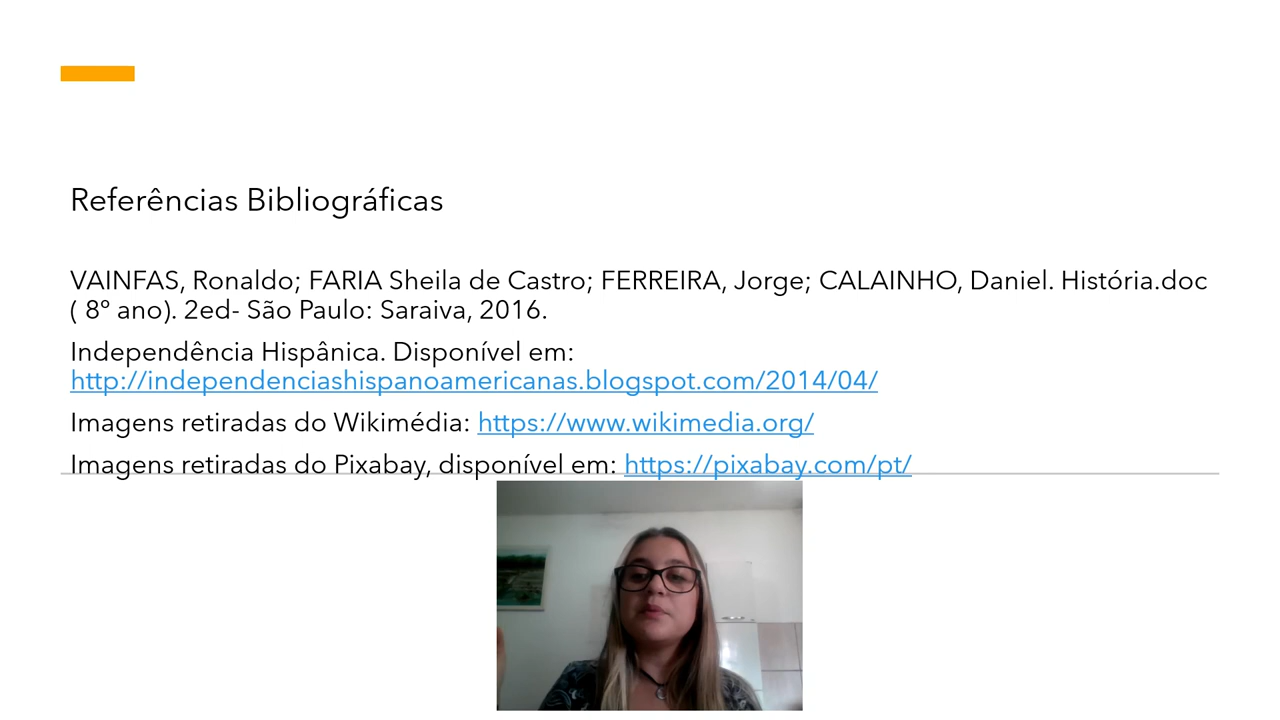 Referências Bibliográficas
VAINFAS, Ronaldo; FARIA Sheila de Castro; FERREIRA, Jorge; CALAINHO, Daniel. História.doc
( 8º ano). 2ed- São Paulo: Saraiva, 2016.
Independência Hispânica. Disponível em:
http://independenciashispanoamericanas.blogspot.com/2014/04/
Imagens retiradas do Wikimédia: https://www.wikimedia.org/
Imagens retiradas do Pixabay, disponível em: https://pixabay.com/pt/